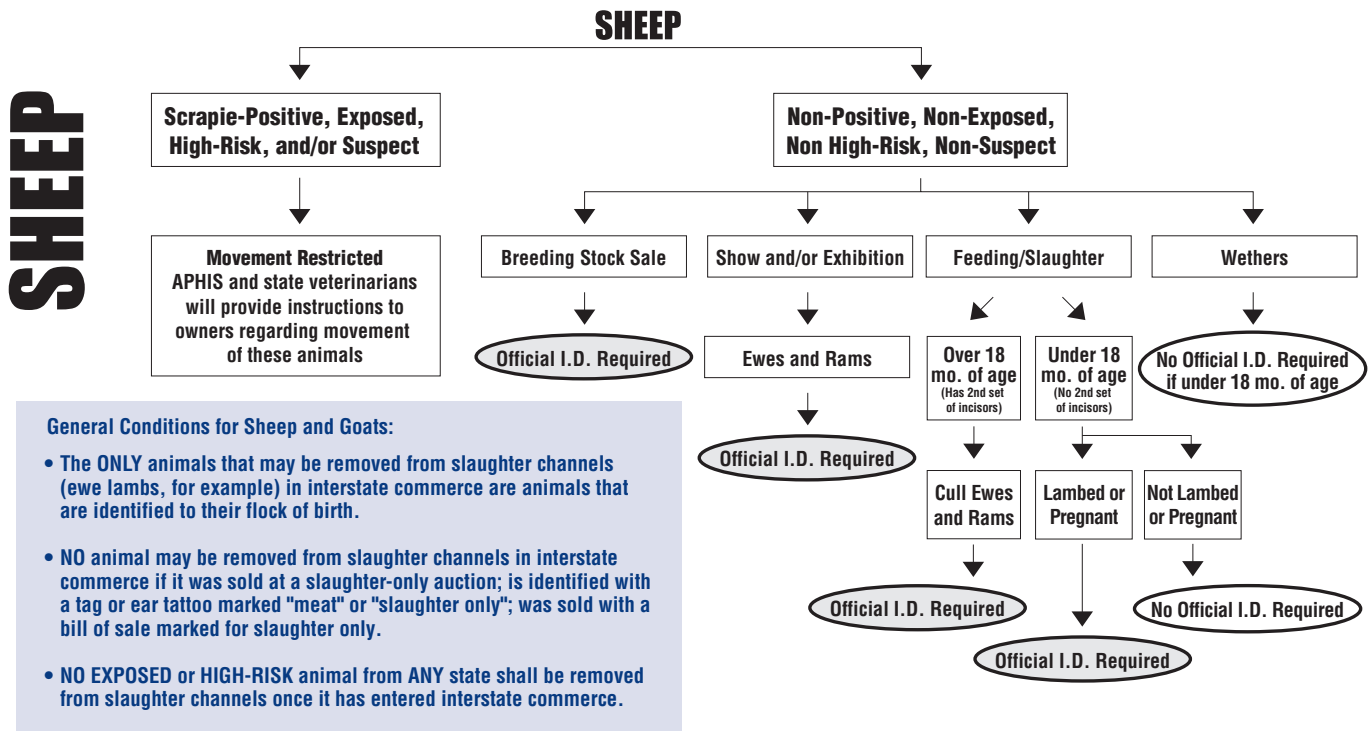 SHEEP
SHEEP
Scrapie-Positive, Exposed,
High-Risk, and/or Suspect
Non-Positive, Non-Exposed,
Non High-Risk, Non-Suspect
Movement Restricted
APHIS and state veterinarians
will provide instructions to
owners regarding movement
of these animals
Breeding Stock Sale
Show and/or Exhibition
Feeding/Slaughter
Wethers
Official I.D. Required
Ewes and Rams
Over 18
mo. of age
(Has 2nd set
of incisors)
Under 18
mo. of age
(No 2nd set
of incisors)
No Official I.D. Required
if under 18 mo. of age
Official I.D. Required
Cull Ewes
and Rams
Lambed or
Pregnant
Not Lambed
or Pregnant
Official I.D. Required
No Official I.D. Required
Official I.D. Required
General Conditions for Sheep and Goats:
• The ONLY animals that may be removed from slaughter channels
(ewe lambs, for example) in interstate commerce are animals that
are identified to their flock of birth.
• NO animal may be removed from slaughter channels in interstate
commerce if it was sold at a slaughter-only auction; is identified with
a tag or ear tattoo marked "meat" or "slaughter only"; was sold with a
bill of sale marked for slaughter only.
• NO EXPOSED or HIGH-RISK animal from ANY state shall be removed
from slaughter channels once it has entered interstate commerce.